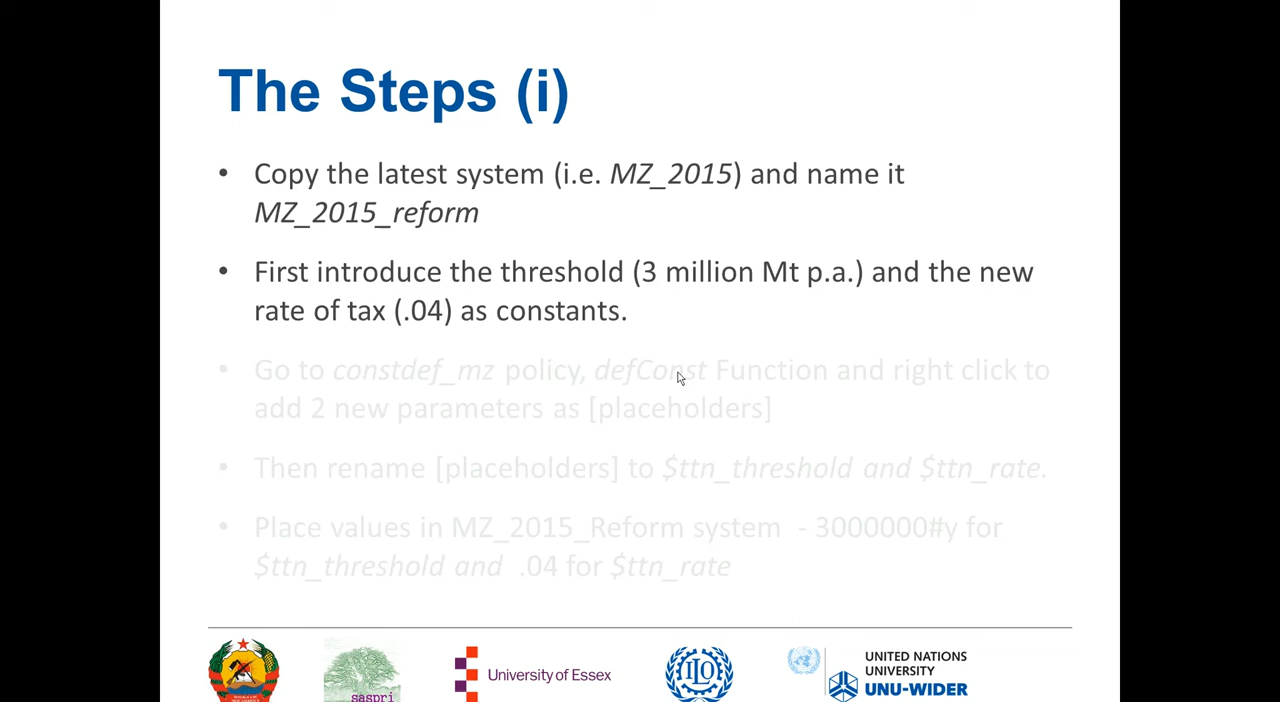 The Steps (i)
• Copy the latest system (i.e. MZ_2015) and name it
MZ_2015_reform
• First introduce the threshold (3 million Mt p.a.) and the new
rate of tax (.04) as constants.
• Go to constdef_mz policy, defConst Function and right click to
add 2 new parameters as [placeholders]
• Then rename [placeholders] to $ttn_threshold and $ttn_rate.
• Place values in MZ_2015_Reform system - 3000000#y for
$ttn_threshold and .04 for $ttn_rate
saspri
University of Essex
ILO
UNITED NATIONS
UNIVERSITY
UNU-WIDER